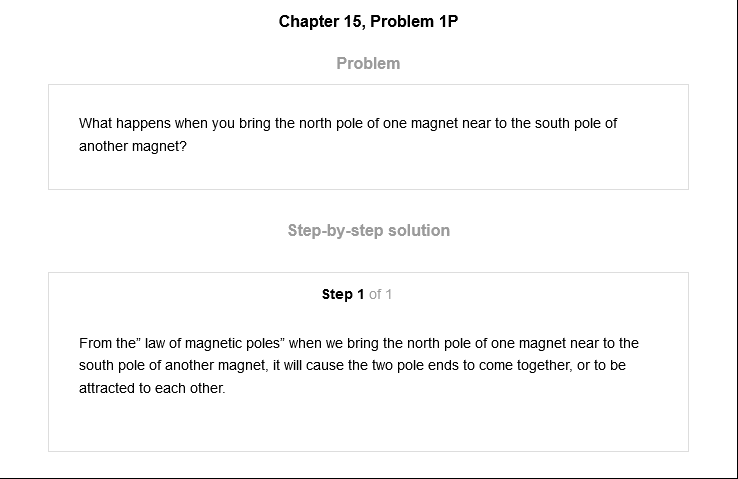 Chapter 15, Problem 1P
Problem
What happens when you bring the north pole of one magnet near to the south pole of
another magnet?
Step-by-step solution
Step 1 of 1
From the” law of magnetic poles” when we bring the north pole of one magnet near to the
south pole of another magnet, it will cause the two pole ends to come together, or to be
attracted to each other.